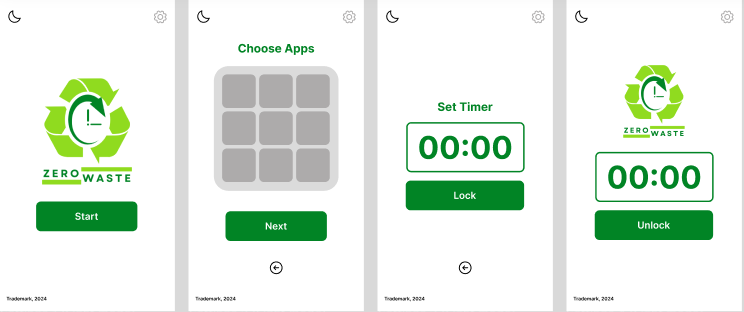 ZERO WASTE
Start
Trademark, 2024
Choose Apps
Next
Trademark, 2024
Set Timer
00:00
Lock
Trademark, 2024
ZERO WASTE
00:00
Unlock
Trademark, 2024